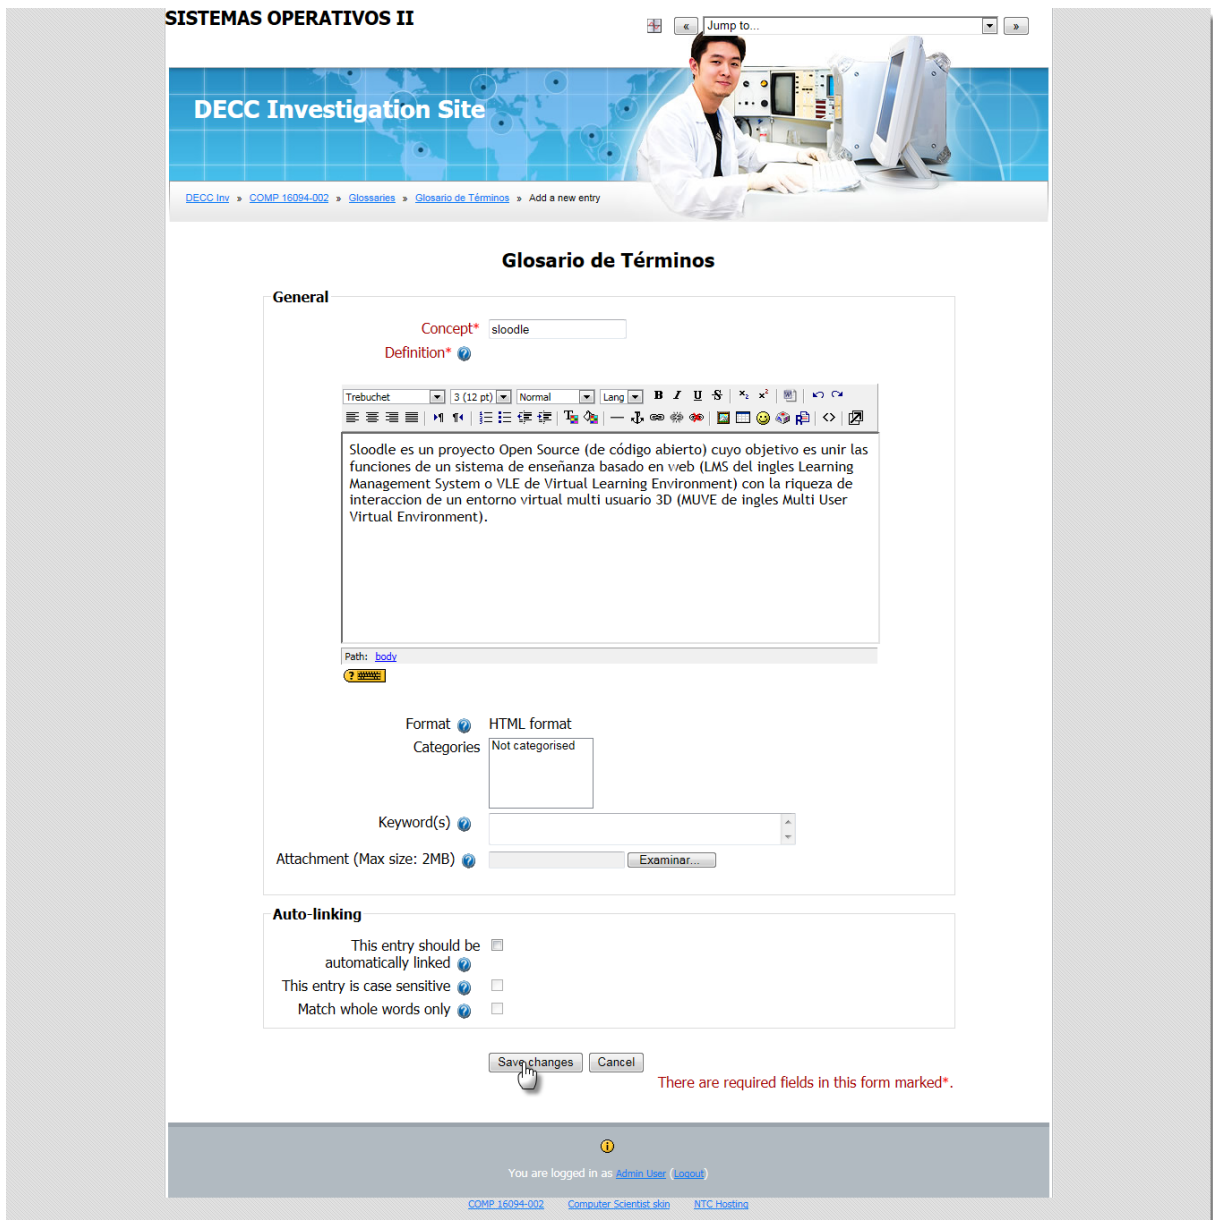 SISTEMAS OPERATIVOS II
« Jump to... »
DECC Investigation Site
DECC Inv » COMP 16094-002 » Glossaries » Glosario de Términos » Add a new entry
Glosario de Términos
General
Concept* sloodle
Definition*
Trebuchet 3 (12 pt) Normal Lang B I U S x₂ x²
Sloodle es un proyecto Open Source (de código abierto) cuyo objetivo es unir las
funciones de un sistema de enseñanza basado en web (LMS del ingles Learning
Management System o VLE de Virtual Learning Environment) con la riqueza de
interaccion de un entorno virtual multi usuario 3D (MUVE de ingles Multi User
Virtual Environment).
Path: body
Format HTML format
Categories Not categorised
Keyword(s)
Attachment (Max size: 2MB) Examinar...
Auto-linking
This entry should be
automatically linked
This entry is case sensitive
Match whole words only
Save changes Cancel
There are required fields in this form marked*.
You are logged in as Admin User (Logout)
COMP 16094-002 Computer Scientist skin NTC Hosting